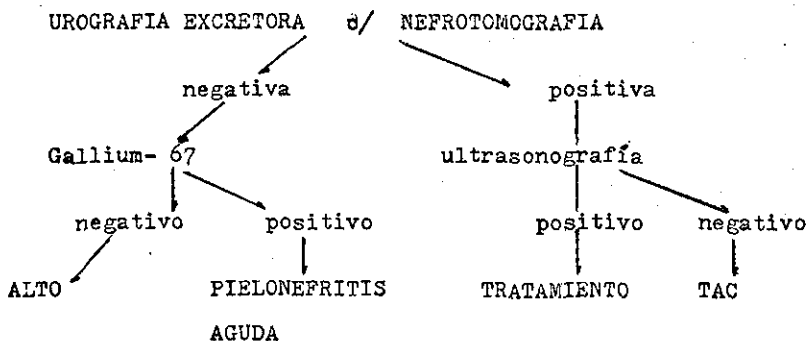 UROGRAFIA EXCRETORA c/ NEFROTOMOGRAFIA
negativa positiva
Gallium- 67 ultrasonografía
negativo positivo positivo negativo
ALTO PIELONEFRITIS TRATAMIENTO TAC
AGUDA